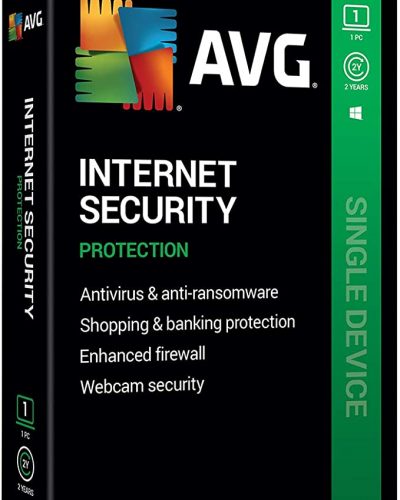 AVG
INTERNET SECURITY
PROTECTION
1
1 PC
2Y
2 YEARS
AVG®
INTERNET
SECURITY
PROTECTION
Antivirus & anti-ransomware
Shopping & banking protection
Enhanced firewall
Webcam security
1
1 PC
2Y
2 YEARS
SINGLE DEVICE